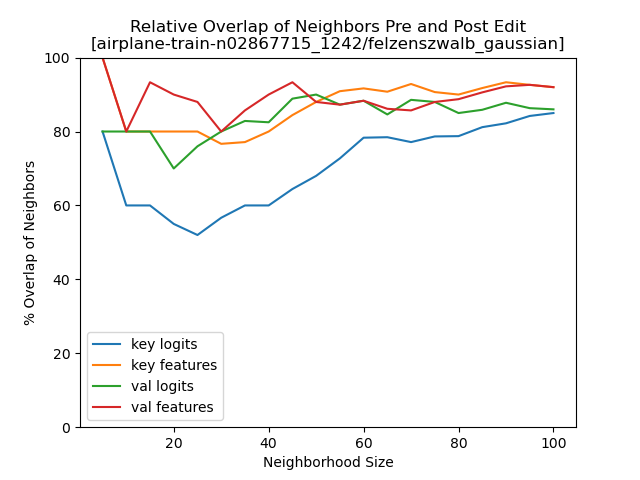 Relative Overlap of Neighbors Pre and Post Edit
[airplane-train-n02867715_1242/felzenszwalb_gaussian]
100
80
60
40
20
0
% Overlap of Neighbors
key logits
key features
val logits
val features
20 40 60 80 100
Neighborhood Size